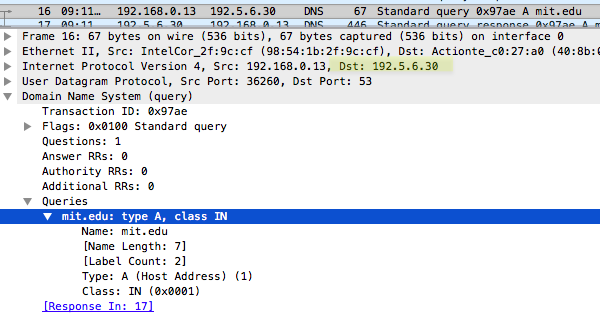 16 09:11… 192.168.0.13 192.5.6.30 DNS 67 Standard query 0x97ae A mit.edu
17 09:11… 192.5.6.30 192.168.0.13 DNS 446 Standard query response 0x97ae A m
Frame 16: 67 bytes on wire (536 bits), 67 bytes captured (536 bits) on interface 0
Ethernet II, Src: IntelCor_2f:9c:cf (98:54:1b:2f:9c:cf), Dst: Actionte_c0:27:a0 (40:8b:0
Internet Protocol Version 4, Src: 192.168.0.13, Dst: 192.5.6.30
User Datagram Protocol, Src Port: 36260, Dst Port: 53
Domain Name System (query)
Transaction ID: 0x97ae
Flags: 0x0100 Standard query
Questions: 1
Answer RRs: 0
Authority RRs: 0
Additional RRs: 0
Queries
mit.edu: type A, class IN
Name: mit.edu
[Name Length: 7]
[Label Count: 2]
Type: A (Host Address) (1)
Class: IN (0x0001)
[Response In: 17]